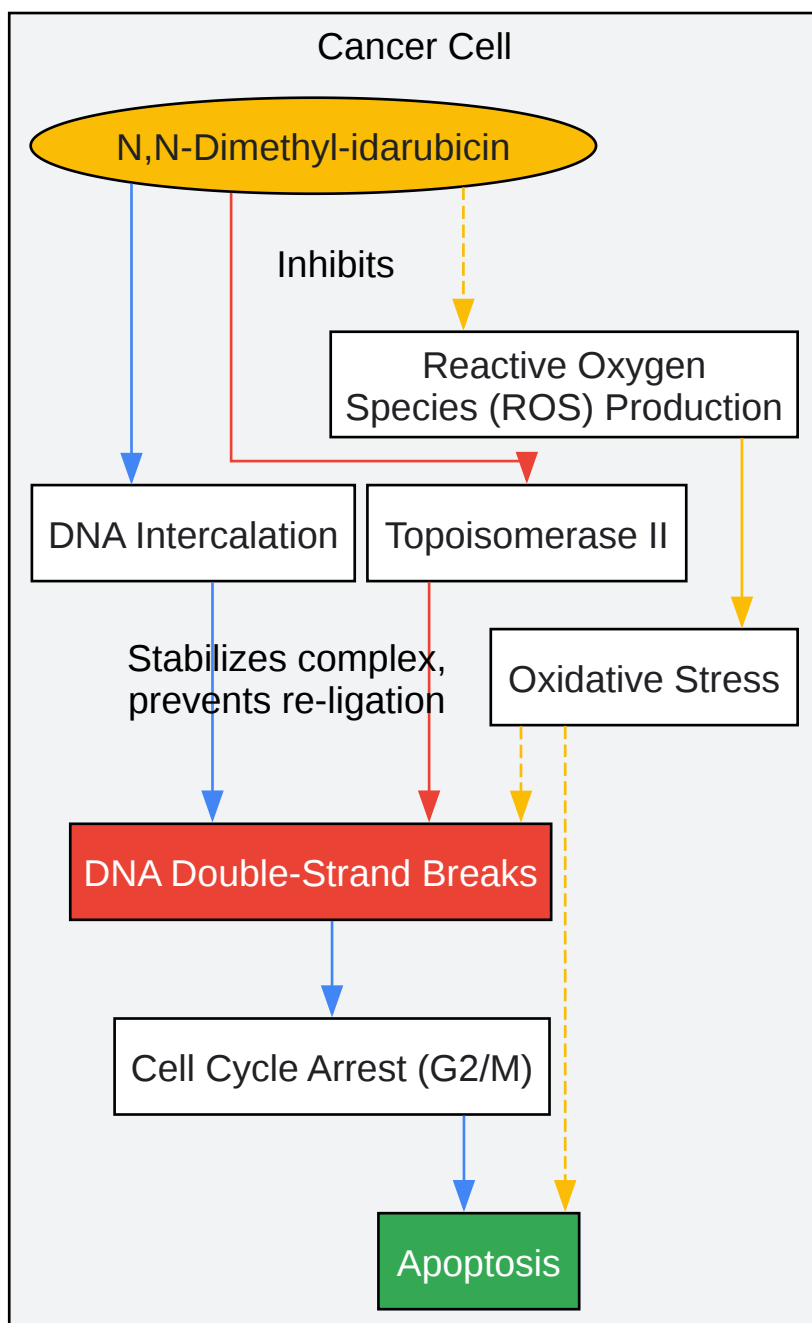 Cancer Cell
N,N-Dimethyl-idarubicin
Inhibits
Reactive Oxygen
Species (ROS) Production
DNA Intercalation
Topoisomerase II
Stabilizes complex,
prevents re-ligation
Oxidative Stress
DNA Double-Strand Breaks
Cell Cycle Arrest (G2/M)
Apoptosis